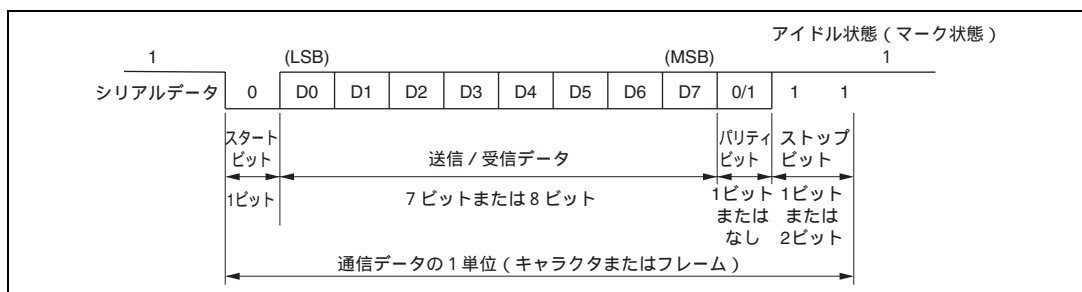 アイドル状態（マーク状態）
1 (LSB) (MSB) 1
シリアルデータ 0 D0 D1 D2 D3 D4 D5 D6 D7 0/1 1 1
スタート
ビット
送信／受信データ
パリティ
ビット
ストップ
ビット
1ビット
7ビットまたは8ビット
1ビット
または
なし
1ビット
または
2ビット
通信データの1単位（キャラクタまたはフレーム）